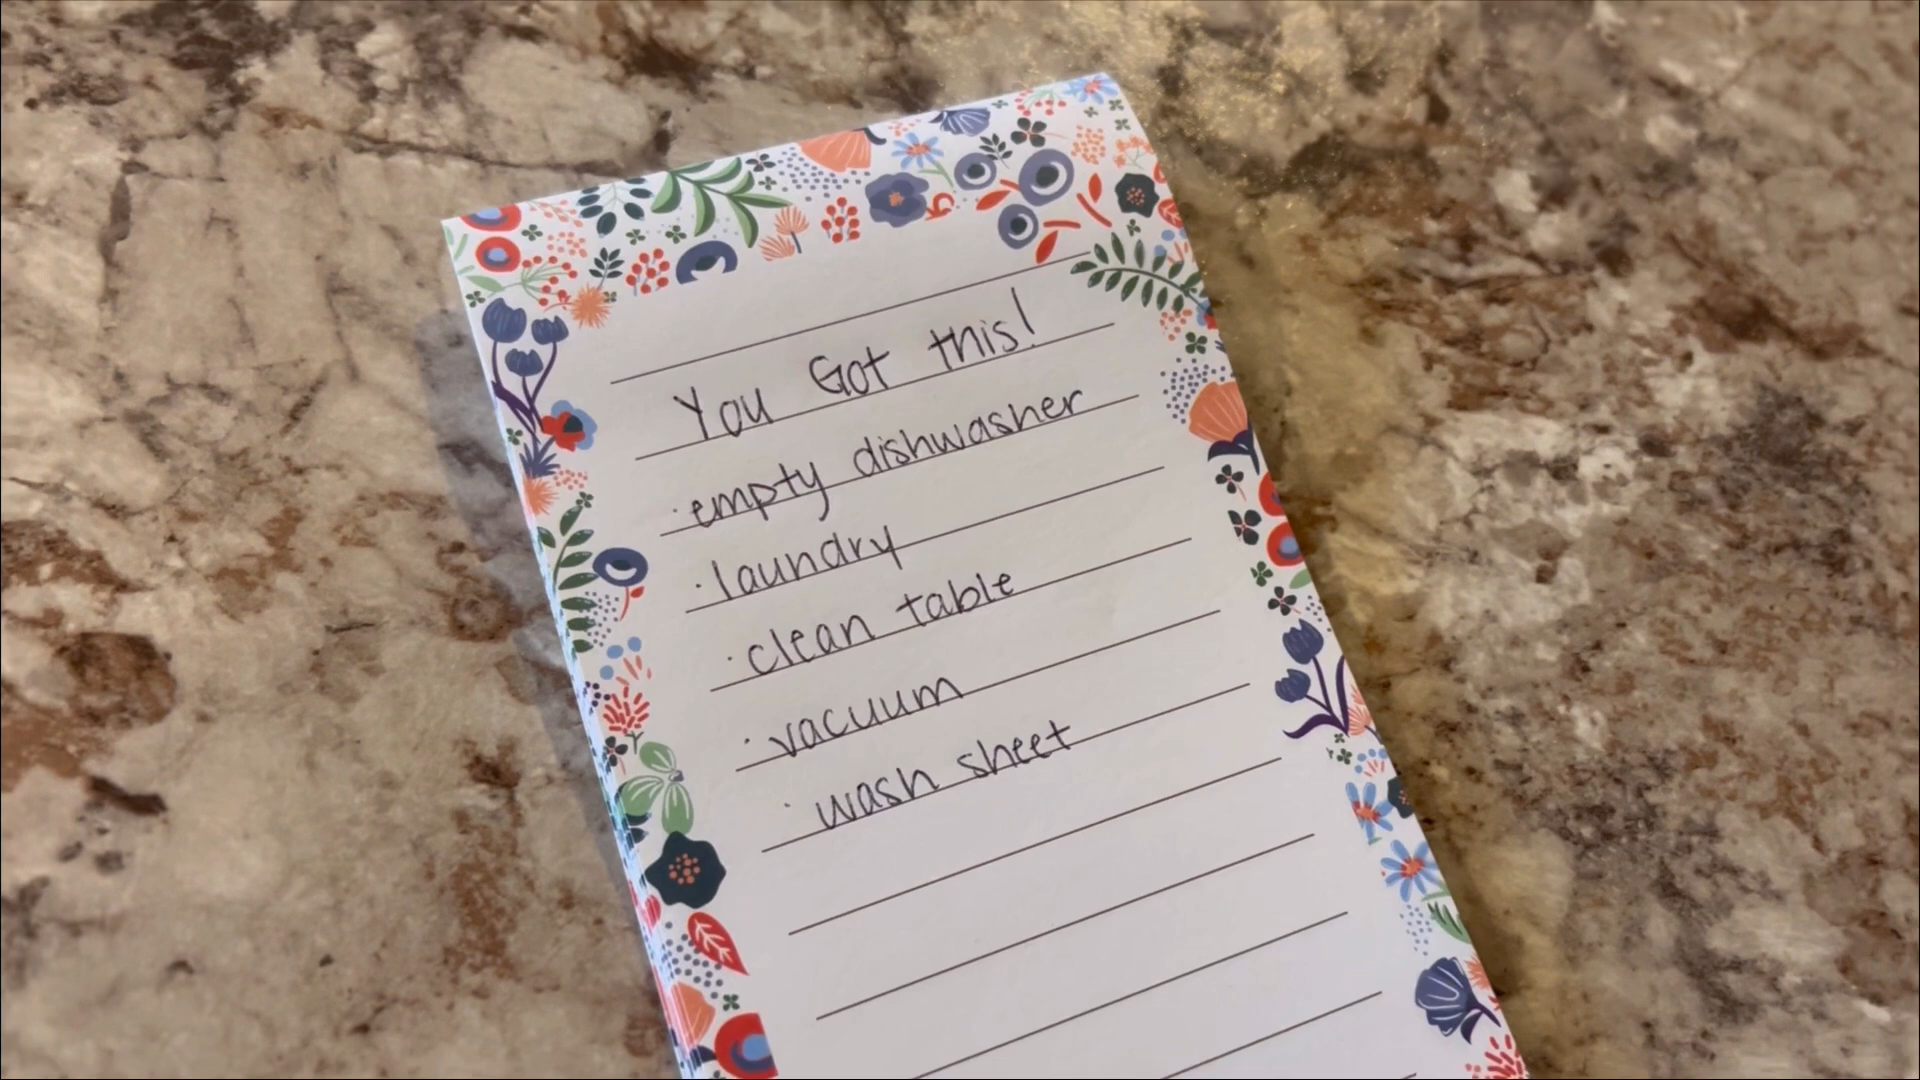 You Got this!
· empty dishwasher
· laundry
· clean table
· vacuum
· wash sheet